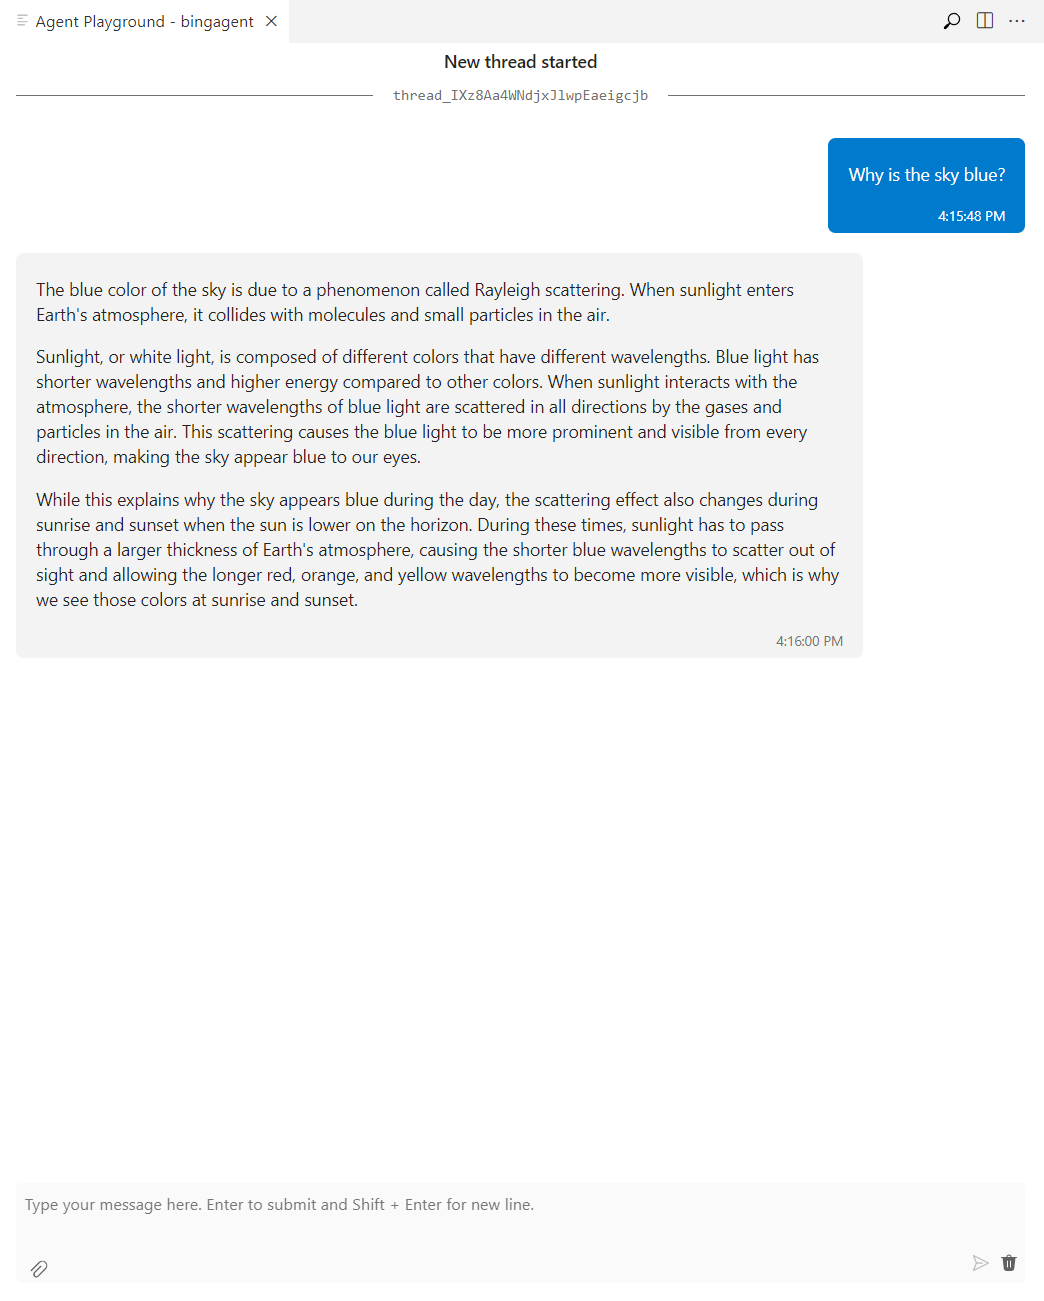 Agent Playground - bingagent
New thread started
thread_IXz8Aa4WNdjxJlwpEaeigcjb
Why is the sky blue?
4:15:48 PM
The blue color of the sky is due to a phenomenon called Rayleigh scattering. When sunlight enters
Earth's atmosphere, it collides with molecules and small particles in the air.
Sunlight, or white light, is composed of different colors that have different wavelengths. Blue light has
shorter wavelengths and higher energy compared to other colors. When sunlight interacts with the
atmosphere, the shorter wavelengths of blue light are scattered in all directions by the gases and
particles in the air. This scattering causes the blue light to be more prominent and visible from every
direction, making the sky appear blue to our eyes.
While this explains why the sky appears blue during the day, the scattering effect also changes during
sunrise and sunset when the sun is lower on the horizon. During these times, sunlight has to pass
through a larger thickness of Earth's atmosphere, causing the shorter blue wavelengths to scatter out of
sight and allowing the longer red, orange, and yellow wavelengths to become more visible, which is why
we see those colors at sunrise and sunset.
4:16:00 PM
Type your message here. Enter to submit and Shift + Enter for new line.